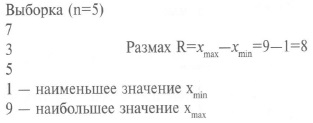 Выборка (n=5)
7
3
Размах R=xmax—xmin=9—1=8
5
1 — наименьшее значение xmin
9 — наибольшее значение xmax